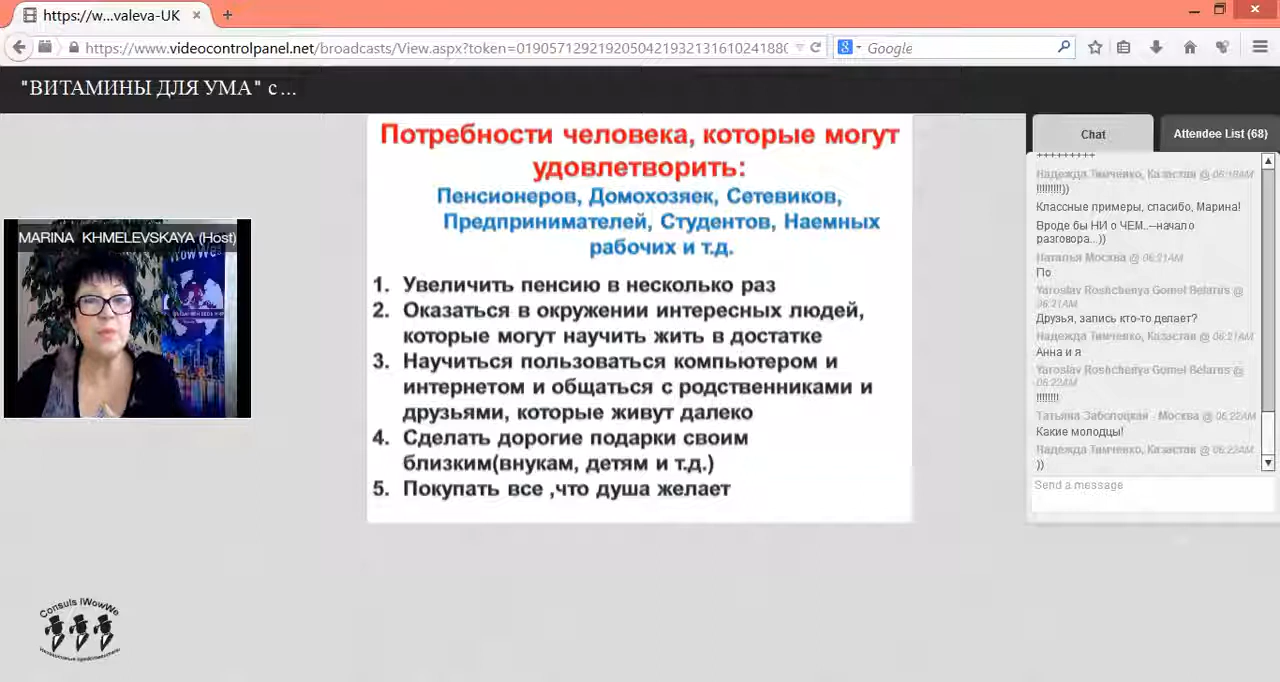 https://w...valeva-UK
https://www.videocontrolpanel.net/broadcasts/View.aspx?token=0190571292192050421932131610241880
Google
"ВИТАМИНЫ ДЛЯ УМА" с ...
MARINA KHMELEVSKAYA (Host)
WowWe
Consuls iWowWe
Потребности человека, которые могут
удовлетворить:
Пенсионеров, Домохозяек, Сетевиков,
Предпринимателей, Студентов, Наемных
рабочих и т.д.
1. Увеличить пенсию в несколько раз
2. Оказаться в окружении интересных людей,
которые могут научить жить в достатке
3. Научиться пользоваться компьютером и
интернетом и общаться с родственниками и
друзьями, которые живут далеко
4. Сделать дорогие подарки своим
близким(внукам, детям и т.д.)
5. Покупать все ,что душа желает
Chat
Attendee List (68)
++++++++++
Надежда Тимченко, Казастан @ 06:18AM
!!!!!!!!!))
Классные примеры, спасибо, Марина!
Вроде бы НИ о ЧЕМ..--начало
разговора...))
Наталья Москва @ 06:21AM
По
Yaroslav Roshchenya Gomel Belarus @
06:21AM
Друзья, запись кто-то делает?
Надежда Тимченко, Казастан @ 06:21AM
Анна и я
Yaroslav Roshchenya Gomel Belarus @
06:22AM
!!!!!!!!
Татьяна Заболоцкая - Москва @ 06:22AM
Какие молодцы!
Надежда Тимченко, Казастан @ 06:23AM
))
Send a message